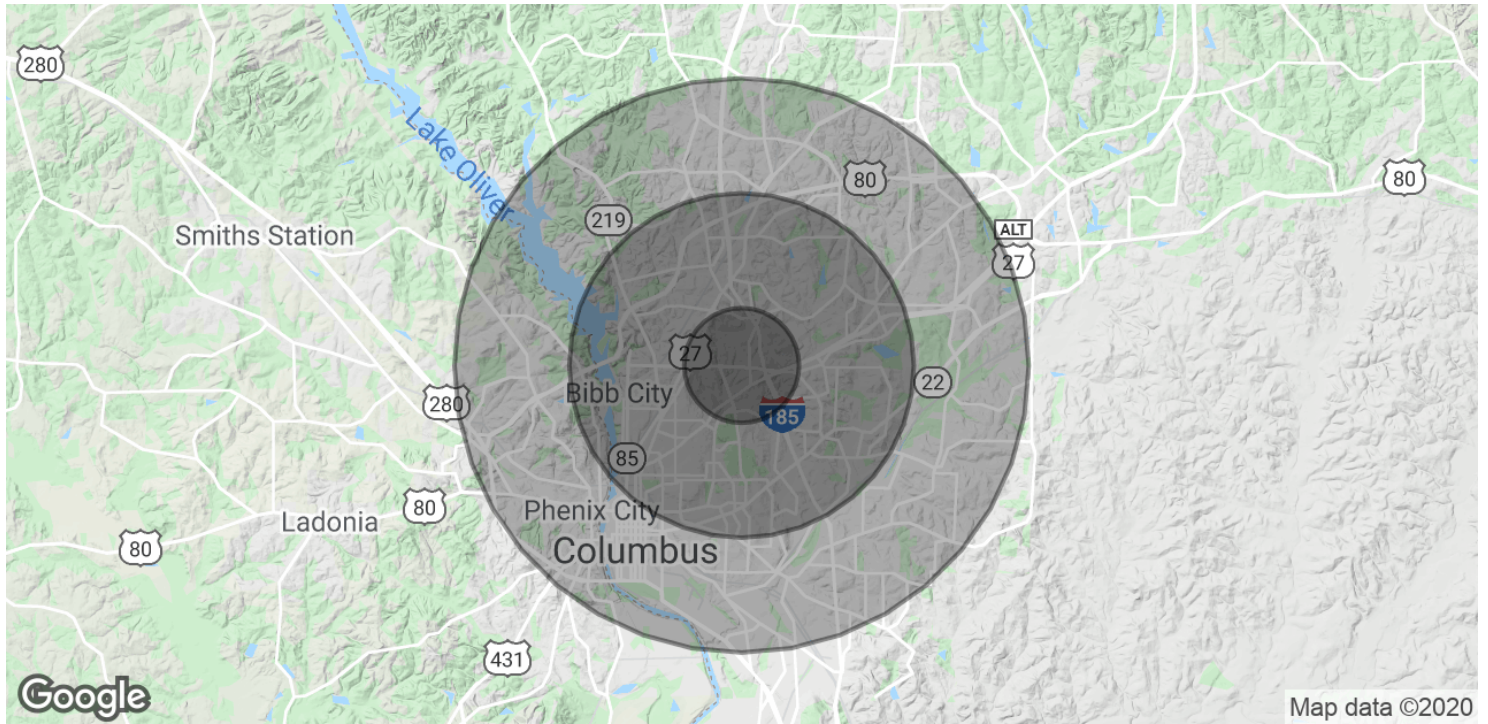 280
Lake Oliver
80
80
219
Smiths Station
ALT
27
27
22
280
Bibb City
185
85
80
Phenix City
Ladonia
80
Columbus
431
Google
Map data ©2020